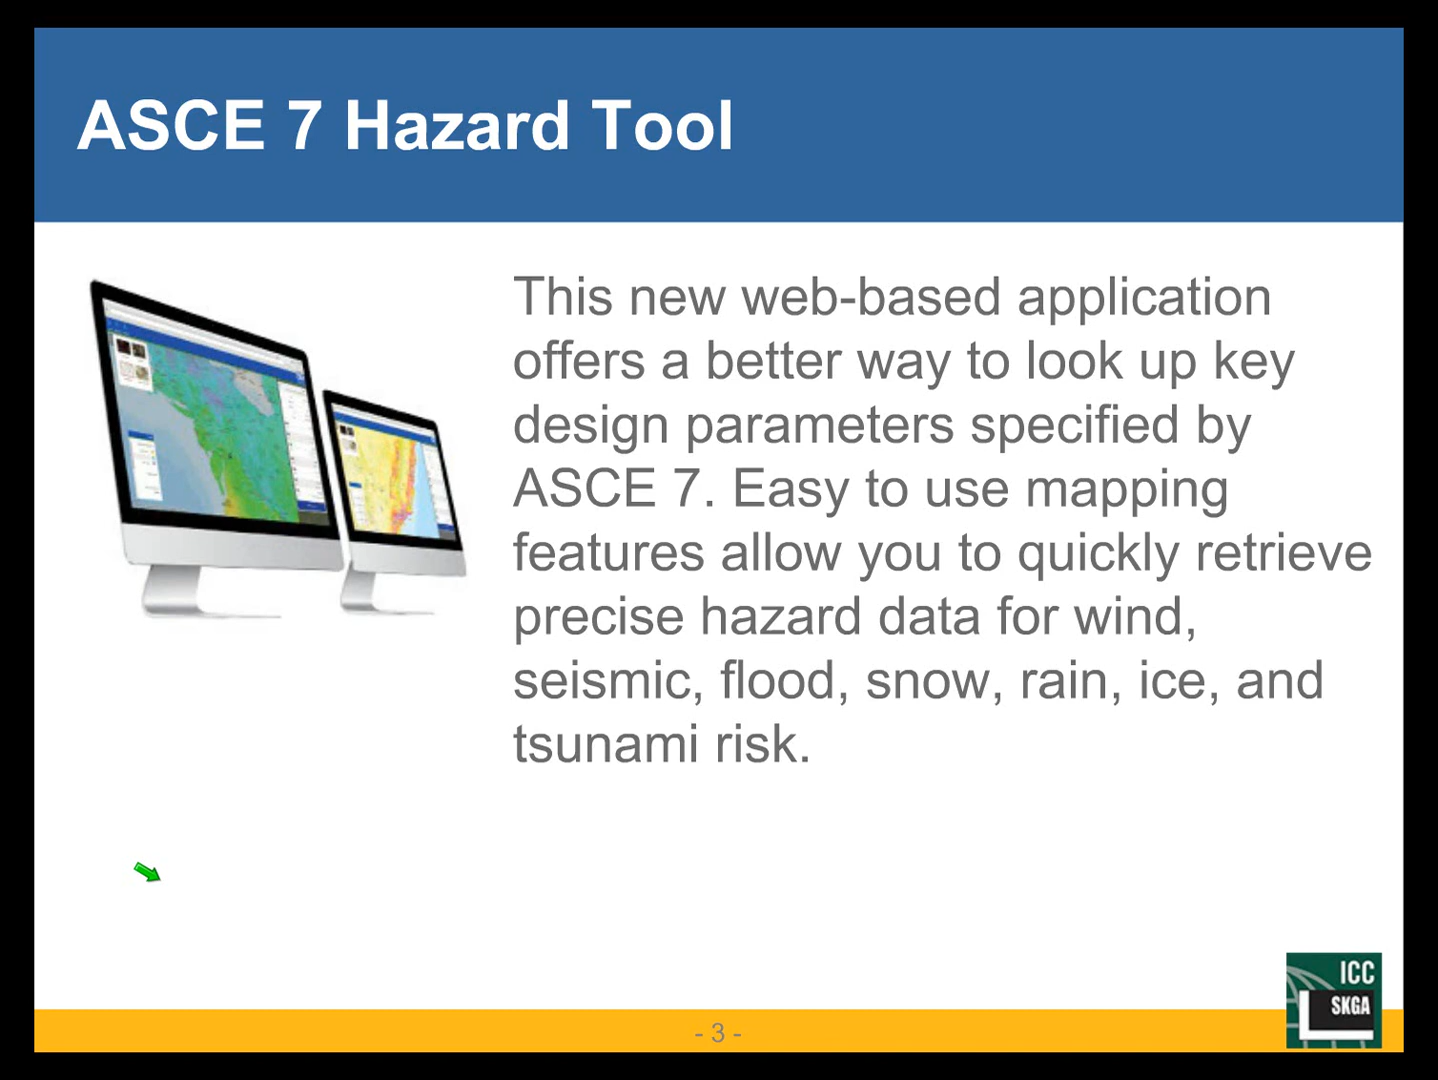 ASCE 7 Hazard Tool
This new web-based application
offers a better way to look up key
design parameters specified by
ASCE 7. Easy to use mapping
features allow you to quickly retrieve
precise hazard data for wind,
seismic, flood, snow, rain, ice, and
tsunami risk.
ICC
SKGA
- 3 -